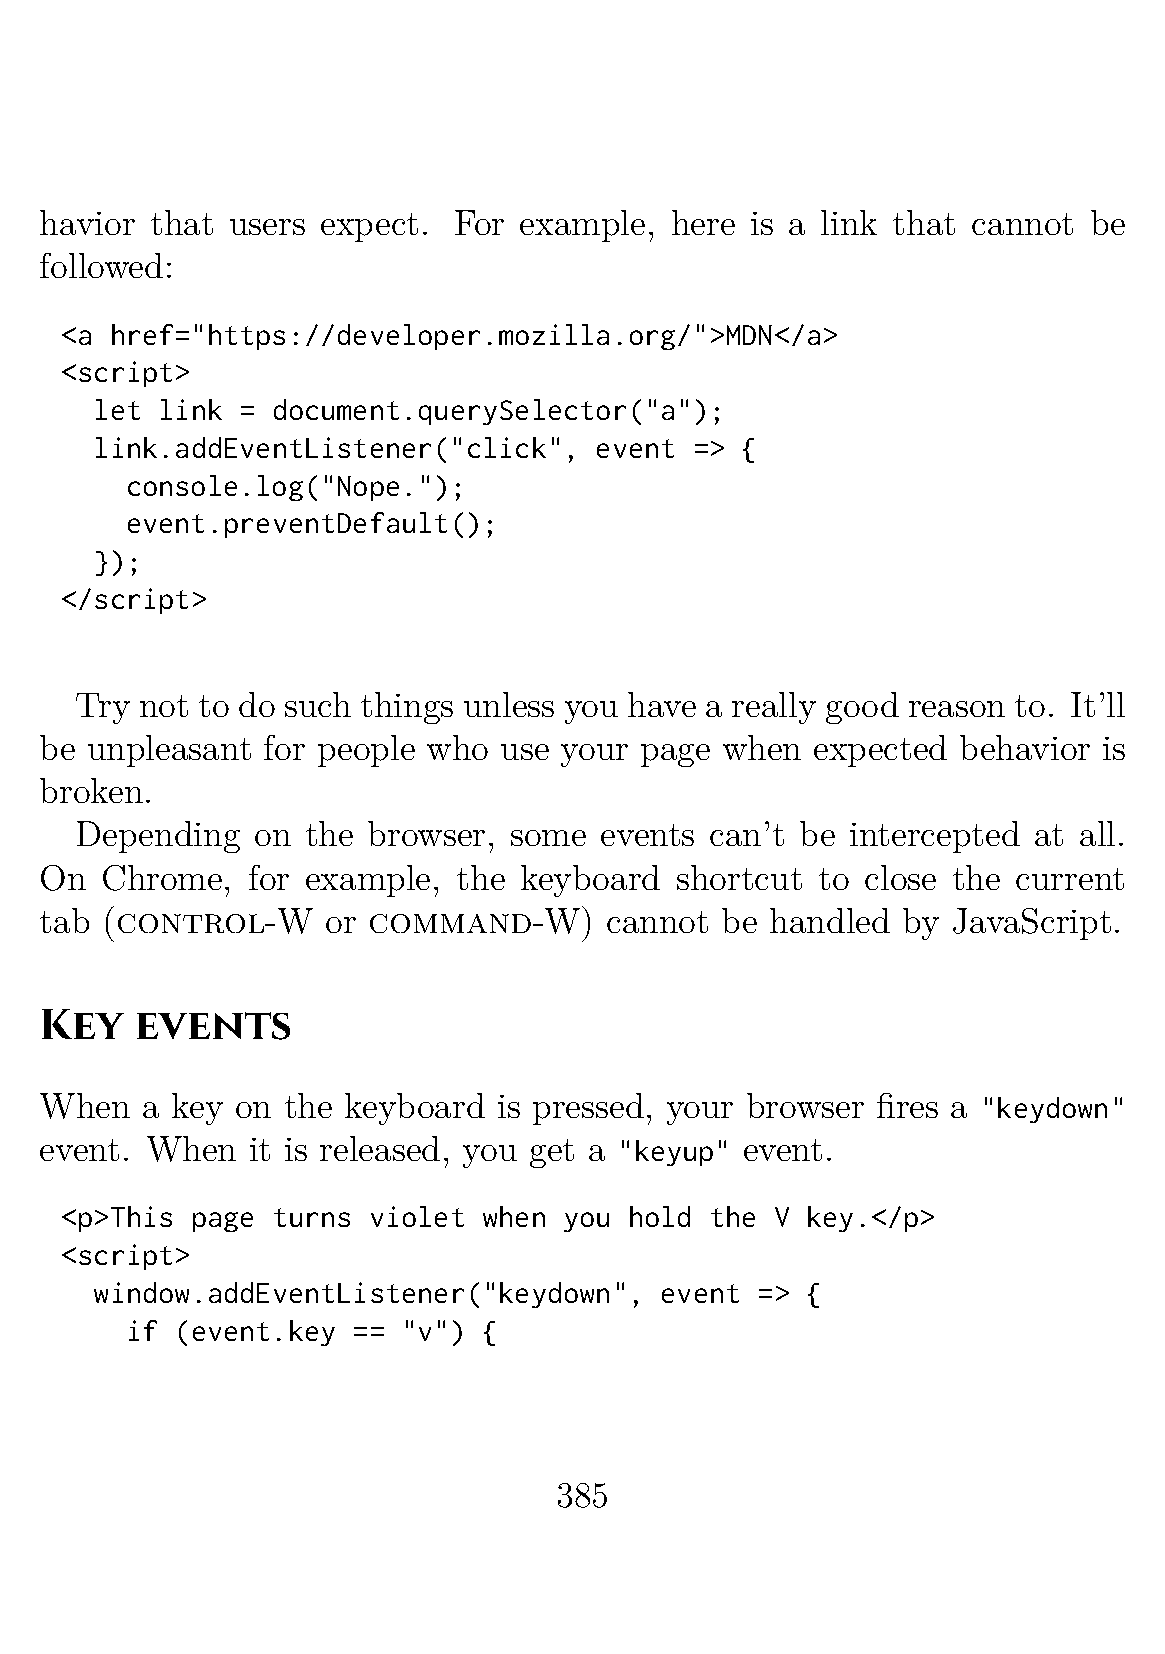 havior that users expect. For example, here is a link that cannot be
followed:
<a href="https://developer.mozilla.org/">MDN</a>
<script>
  let link = document.querySelector("a");
  link.addEventListener("click", event => {
    console.log("Nope.");
    event.preventDefault();
  });
</script>
Try not to do such things unless you have a really good reason to. It’ll
be unpleasant for people who use your page when expected behavior is
broken.
Depending on the browser, some events can’t be intercepted at all.
On Chrome, for example, the keyboard shortcut to close the current
tab (CONTROL-W or COMMAND-W) cannot be handled by JavaScript.
KEY EVENTS
When a key on the keyboard is pressed, your browser fires a "keydown"
event. When it is released, you get a "keyup" event.
<p>This page turns violet when you hold the V key.</p>
<script>
  window.addEventListener("keydown", event => {
    if (event.key == "v") {
385